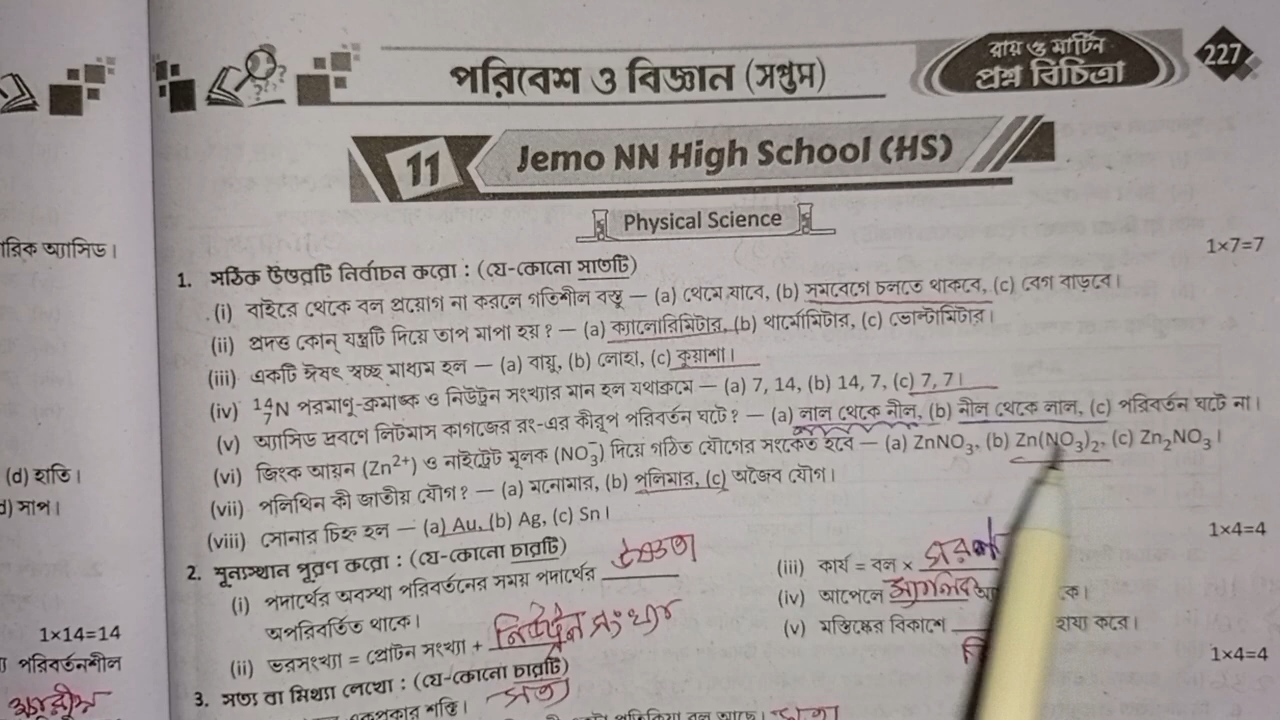 পরিবেশ ও বিজ্ঞান (সপ্তম)
রায় ও মার্টিন
প্রশ্ন বিচিত্রা
227
11
Jemo NN High School (HS)
Physical Science
রিক অ্যাসিড।
1. সঠিক উত্তরটি নির্বাচন করো : (যে-কোনো সাতটি) 1×7=7
(i) বাইরে থেকে বল প্রয়োগ না করলে গতিশীল বস্তু — (a) থেমে যাবে, (b) সমবেগে চলতে থাকবে, (c) বেগ বাড়বে।
(ii) প্রদত্ত কোন্ যন্ত্রটি দিয়ে তাপ মাপা হয় ? — (a) ক্যালোরিমিটার, (b) থার্মোমিটার, (c) ভোল্টামিটার।
(iii) একটি ঈষৎ স্বচ্ছ মাধ্যম হল — (a) বায়ু, (b) লোহা, (c) কুয়াশা।
(iv) ¹⁴₇N পরমাণু-ক্রমাঙ্ক ও নিউট্রন সংখ্যার মান হল যথাক্রমে — (a) 7, 14, (b) 14, 7, (c) 7, 7।
(v) অ্যাসিড দ্রবণে লিটমাস কাগজের রং-এর কীরূপ পরিবর্তন ঘটে ? — (a) লাল থেকে নীল, (b) নীল থেকে লাল, (c) পরিবর্তন ঘটে না।
(d) হাতি।
(vi) জিংক আয়ন (Zn²⁺) ও নাইট্রেট মূলক (NO₃⁻) দিয়ে গঠিত যৌগের সংকেত হবে — (a) ZnNO₃, (b) Zn(NO₃)₂, (c) Zn₂NO₃।
সাপ।
(vii) পলিথিন কী জাতীয় যৌগ ? — (a) মনোমার, (b) পলিমার, (c) অজৈব যৌগ।
(viii) সোনার চিহ্ন হল — (a) Au, (b) Ag, (c) Sn।
2. শূন্যস্থান পূরণ করো : (যে-কোনো চারটি) 1×4=4
(i) পদার্থের অবস্থা পরিবর্তনের সময় পদার্থের উষ্ণতা
অপরিবর্তিত থাকে।
(ii) ভরসংখ্যা = প্রোটন সংখ্যা + নিউট্রন সংখ্যা
(iii) কার্য = বল ×
(iv) আপেলে
কে।
(v) মস্তিষ্কের বিকাশে
হায্য করে।
1×14=14
পরিবর্তনশীল
3. সত্য বা মিথ্যা লেখো : (যে-কোনো চারটি) 1×4=4
সত্য
একপ্রকার শক্তি।